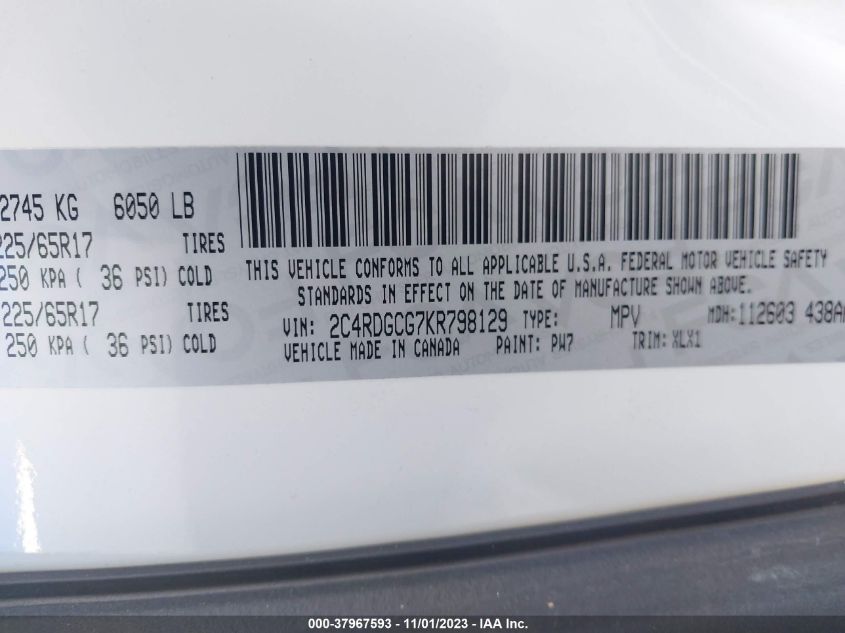 2745 KG 6050 LB
225/65R17 TIRES
250 KPA ( 36 PSI) COLD
225/65R17 TIRES
250 KPA ( 36 PSI) COLD
THIS VEHICLE CONFORMS TO ALL APPLICABLE U.S.A. FEDERAL MOTOR VEHICLE SAFETY
STANDARDS IN EFFECT ON THE DATE OF MANUFACTURE SHOWN ABOVE.
VIN: 2C4RDGCG7KR798129 TYPE: MPV MDH:112603 438A
VEHICLE MADE IN CANADA PAINT: PW7 TRIM: XLX1
000-37967593 - 11/01/2023 - IAA Inc.